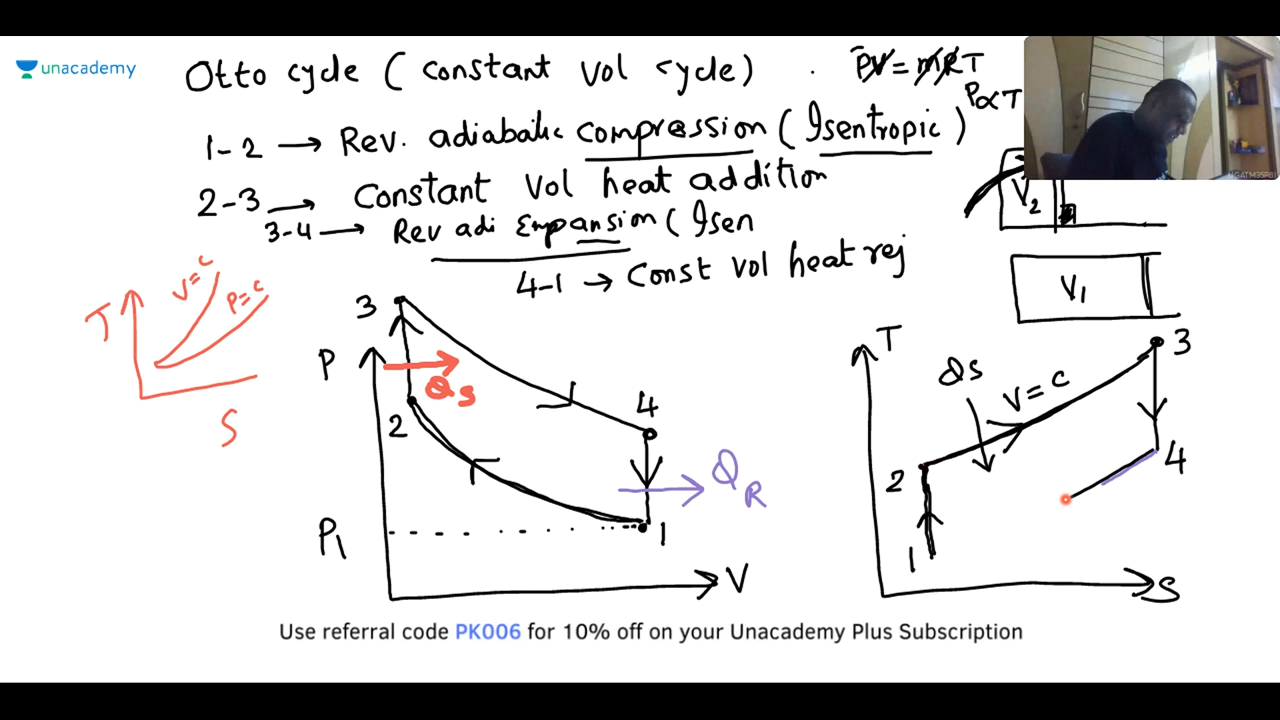 unacademy
Otto cycle ( constant vol cycle)
PV = mRT
P∝T
1-2 → Rev. adiabatic compression ( Isentropic )
2-3 → Constant Vol heat addition
3-4 → Rev adi Expansion ( Isen
4-1 → Const vol heat rej
V2
V1
T
V=C
P=C
S
P
3
QS
2
4
QR
P1
1
V
T
3
QS
V=C
2
4
1
S
Use referral code PK006 for 10% off on your Unacademy Plus Subscription